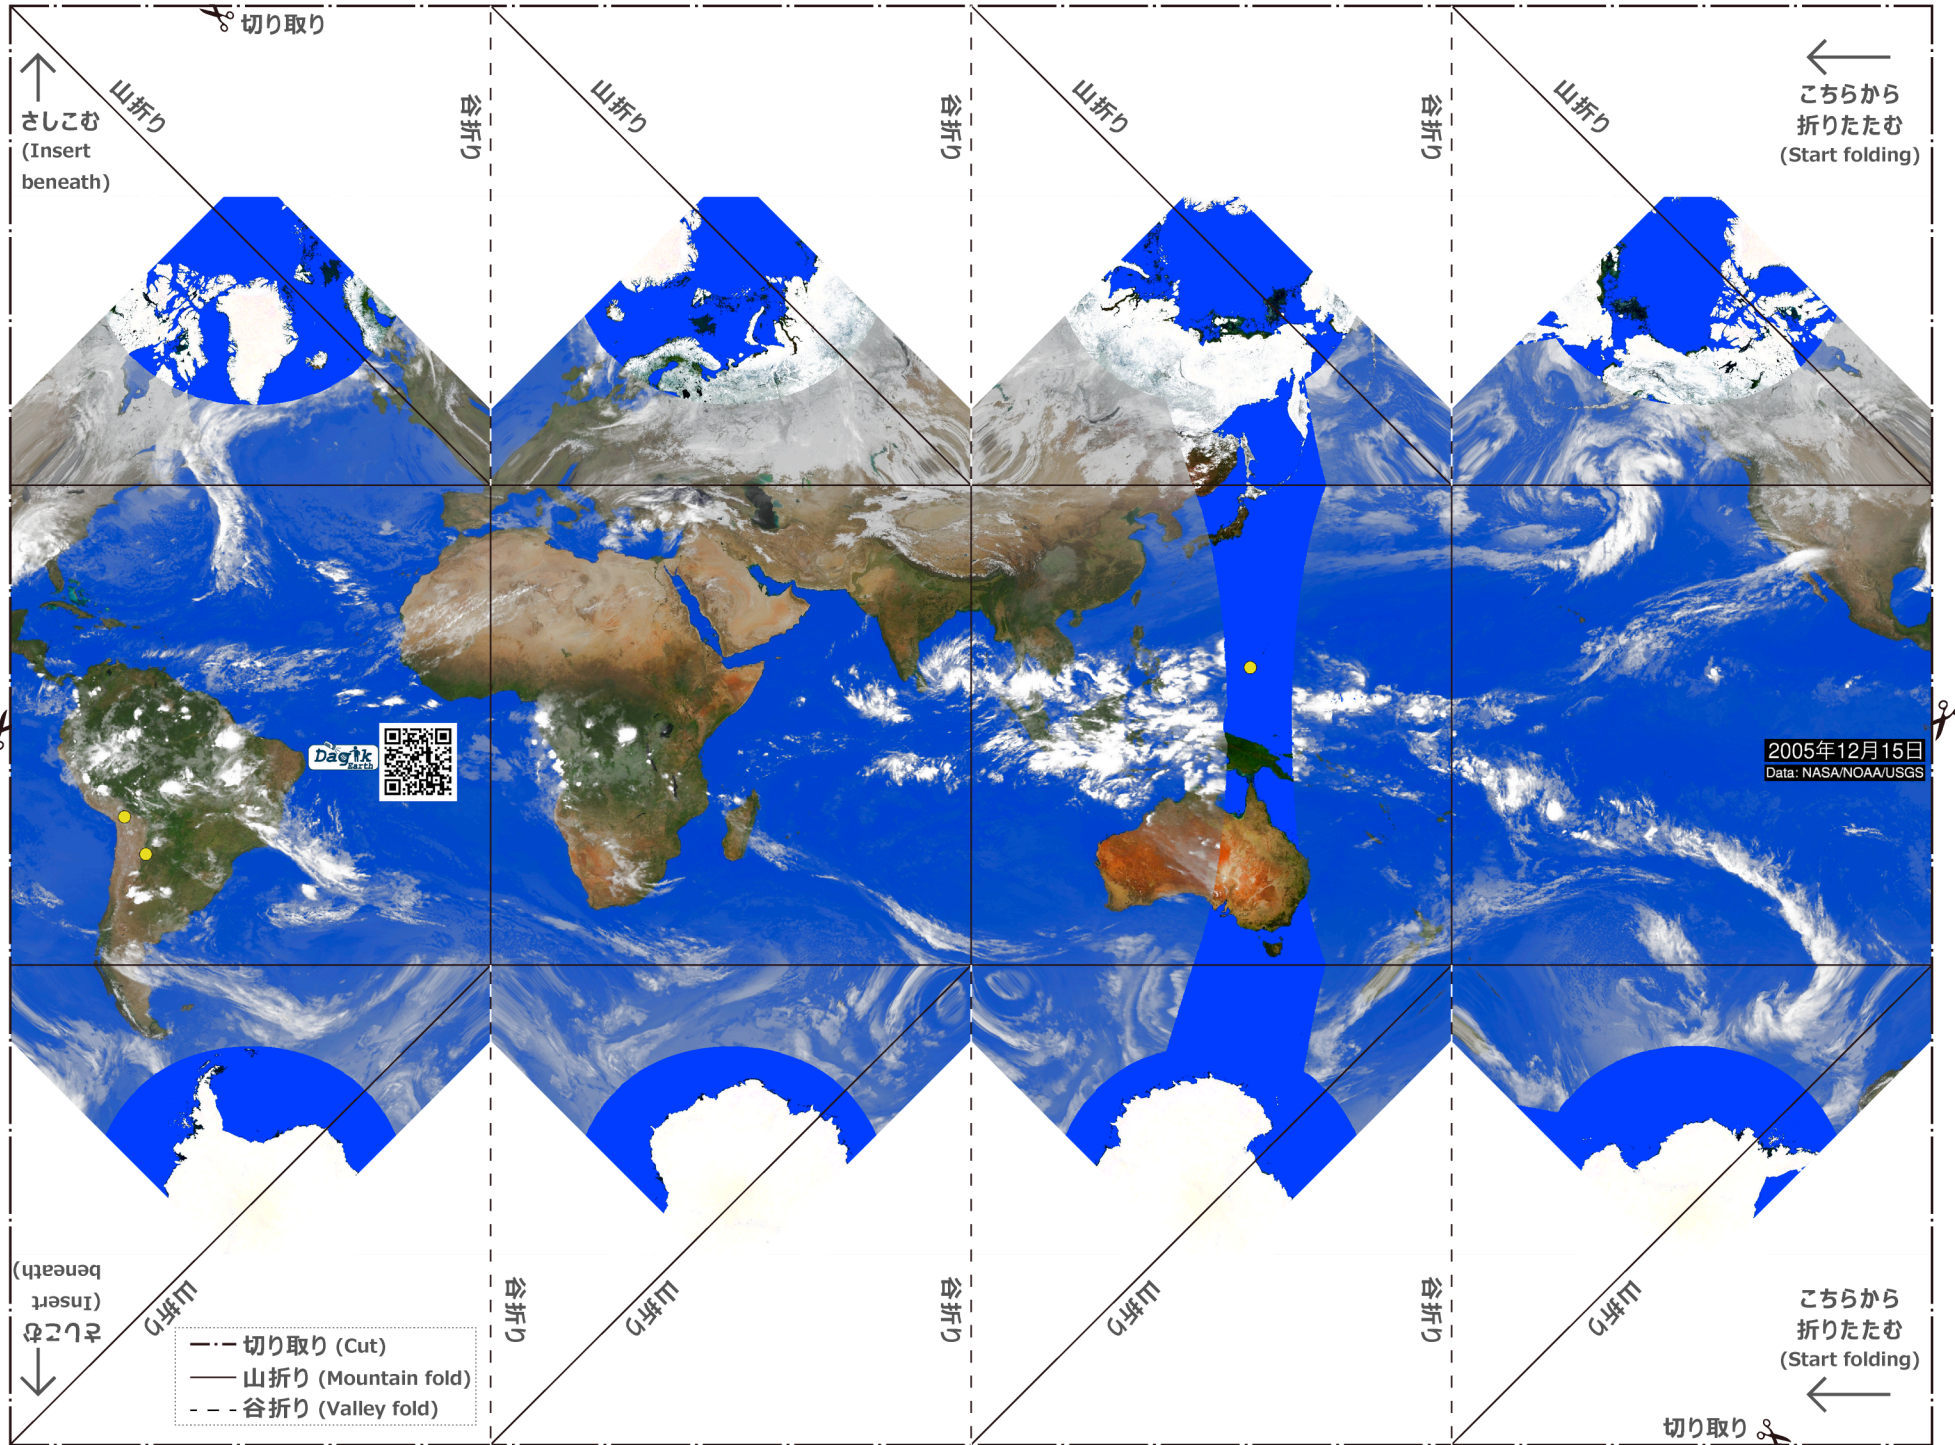 切り取り
山折り
谷折り
山折り
谷折り
山折り
谷折り
山折り
さしこむ
(Insert
beneath)
こちらから
折りたたむ
(Start folding)
Dagik
Earth
2005年12月15日
Data: NASA/NOAA/USGS
さしこむ
(Insert
beneath)
山折り
谷折り
山折り
谷折り
山折り
谷折り
山折り
こちらから
折りたたむ
(Start folding)
切り取り (Cut)
山折り (Mountain fold)
谷折り (Valley fold)
切り取り